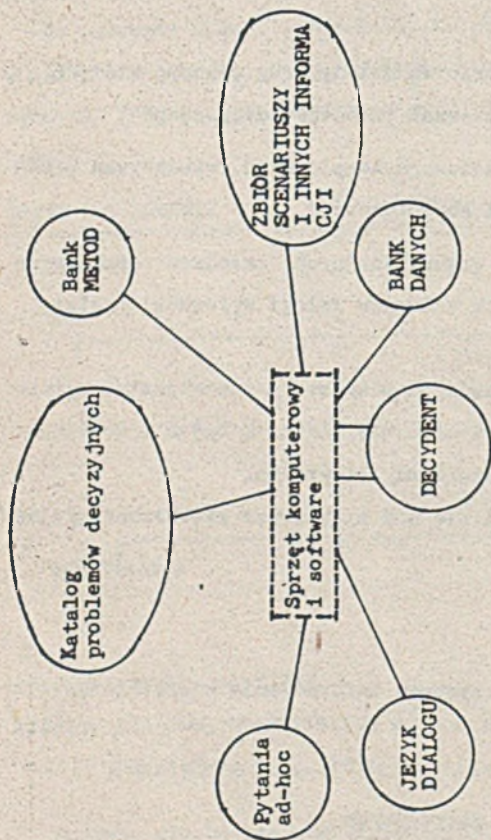 Katalog
problemów decyzyjnych
Bank
METOD
Pytania
ad-hoc
Sprzęt komputerowy
i software
ZBIÓR
SCENARIUSZY
I INNYCH INFORMA
CJI
JEZYK
DIALOGU
DECYDENT
BANK
DANYCH